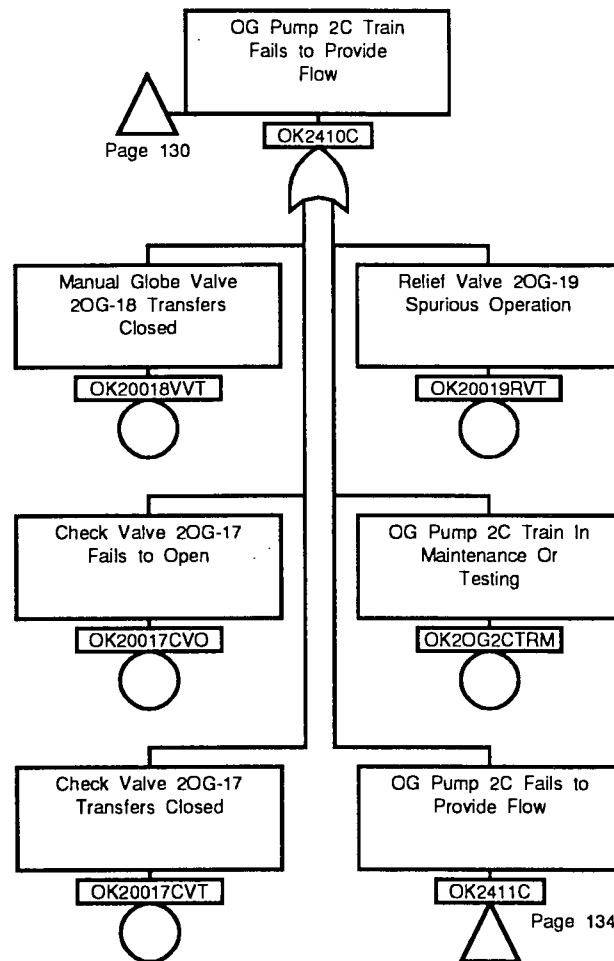 OG Pump 2C Train
Fails to Provide
Flow
Page 130
OK2410C
Manual Globe Valve
2OG-18 Transfers
Closed
OK20018VVT
Relief Valve 2OG-19
Spurious Operation
OK20019RVT
Check Valve 2OG-17
Fails to Open
OK20017CVO
OG Pump 2C Train In
Maintenance Or
Testing
OK2OG2CTRM
Check Valve 2OG-17
Transfers Closed
OK20017CVT
OG Pump 2C Fails to
Provide Flow
OK2411C
Page 134